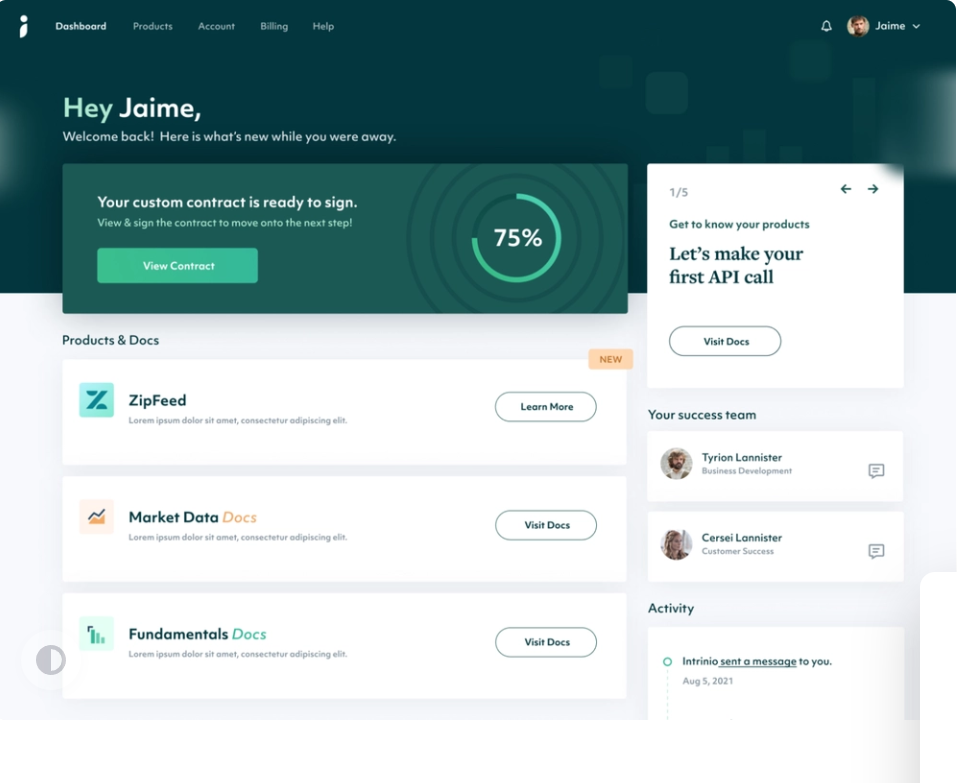 Dashboard
Products
Account
Billing
Help
Jaime
Hey Jaime,
Welcome back! Here is what's new while you were away.
Your custom contract is ready to sign.
View & sign the contract to move onto the next step!
View Contract
75%
1/5
Get to know your products
Let's make your
first API call
Visit Docs
Products & Docs
NEW
ZipFeed
Lorem ipsum dolor sit amet, consectetur adipiscing elit.
Learn More
Market Data Docs
Lorem ipsum dolor sit amet, consectetur adipiscing elit.
Visit Docs
Fundamentals Docs
Lorem ipsum dolor sit amet, consectetur adipiscing elit.
Visit Docs
Your success team
Tyrion Lannister
Business Development
Cersei Lannister
Customer Success
Activity
Intrinio sent a message to you.
Aug 5, 2021